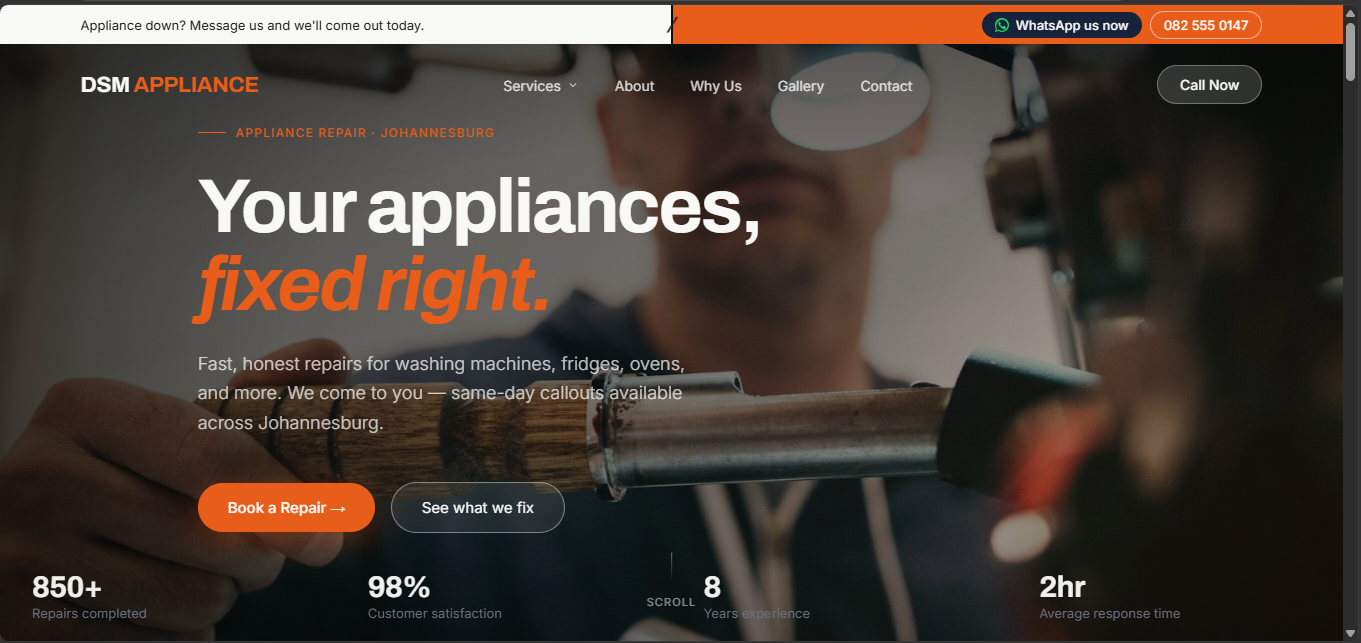 Appliance down? Message us and we'll come out today.
/
WhatsApp us now
082 555 0147
DSM APPLIANCE
Services
About
Why Us
Gallery
Contact
Call Now
APPLIANCE REPAIR · JOHANNESBURG
Your appliances,
fixed right.
Fast, honest repairs for washing machines, fridges, ovens,
and more. We come to you — same-day callouts available
across Johannesburg.
Book a Repair →
See what we fix
850+
Repairs completed
98%
Customer satisfaction
SCROLL
8
Years experience
2hr
Average response time